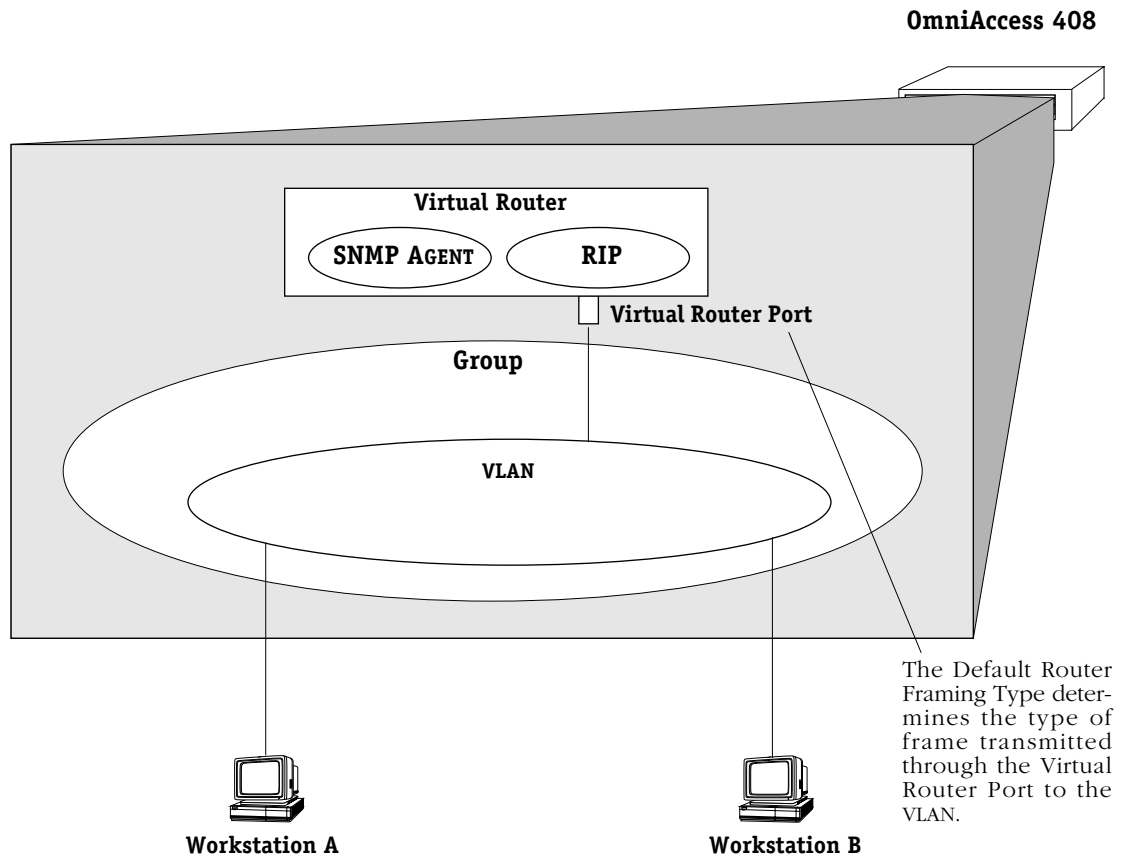 OmniAccess 408
Virtual Router
SNMP AGENT
RIP
Virtual Router Port
Group
VLAN
The Default Router
Framing Type deter-
mines the type of
frame transmitted
through the Virtual
Router Port to the
VLAN.
Workstation A
Workstation B